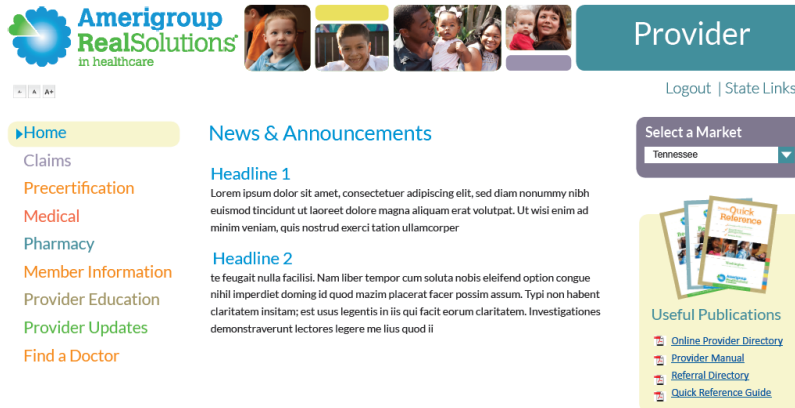 Amerigroup
RealSolutions
in healthcare
Provider
A A+
Logout | State Links
Home
Claims
Precertification
Medical
Pharmacy
Member Information
Provider Education
Provider Updates
Find a Doctor
News & Announcements
Headline 1
Lorem ipsum dolor sit amet, consectetuer adipiscing elit, sed diam nonummy nibh
euismod tincidunt ut laoreet dolore magna aliquam erat volutpat. Ut wisi enim ad
minim veniam, quis nostrud exerci tation ullamcorper
Headline 2
te feugait nulla facilisi. Nam liber tempor cum soluta nobis eleifend option congue
nihil imperdiet doming id quod mazim placerat facer possim assum. Typi non habent
claritatem insitam; est usus legentis in iis qui facit eorum claritatem. Investigationes
demonstraverunt lectores legere me lius quod ii
Select a Market
Tennessee
Quick
Reference
Useful Publications
Online Provider Directory
Provider Manual
Referral Directory
Quick Reference Guide